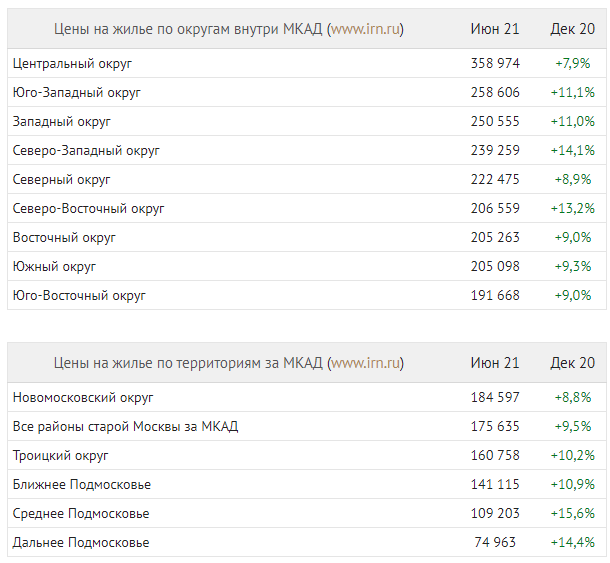 Цены на жилье по округам внутри МКАД (www.irn.ru) Июн 21 Дек 20
Центральный округ 358 974 +7,9%
Юго-Западный округ 258 606 +11,1%
Западный округ 250 555 +11,0%
Северо-Западный округ 239 259 +14,1%
Северный округ 222 475 +8,9%
Северо-Восточный округ 206 559 +13,2%
Восточный округ 205 263 +9,0%
Южный округ 205 098 +9,3%
Юго-Восточный округ 191 668 +9,0%
Цены на жилье по территориям за МКАД (www.irn.ru) Июн 21 Дек 20
Новомосковский округ 184 597 +8,8%
Все районы старой Москвы за МКАД 175 635 +9,5%
Троицкий округ 160 758 +10,2%
Ближнее Подмосковье 141 115 +10,9%
Среднее Подмосковье 109 203 +15,6%
Дальнее Подмосковье 74 963 +14,4%